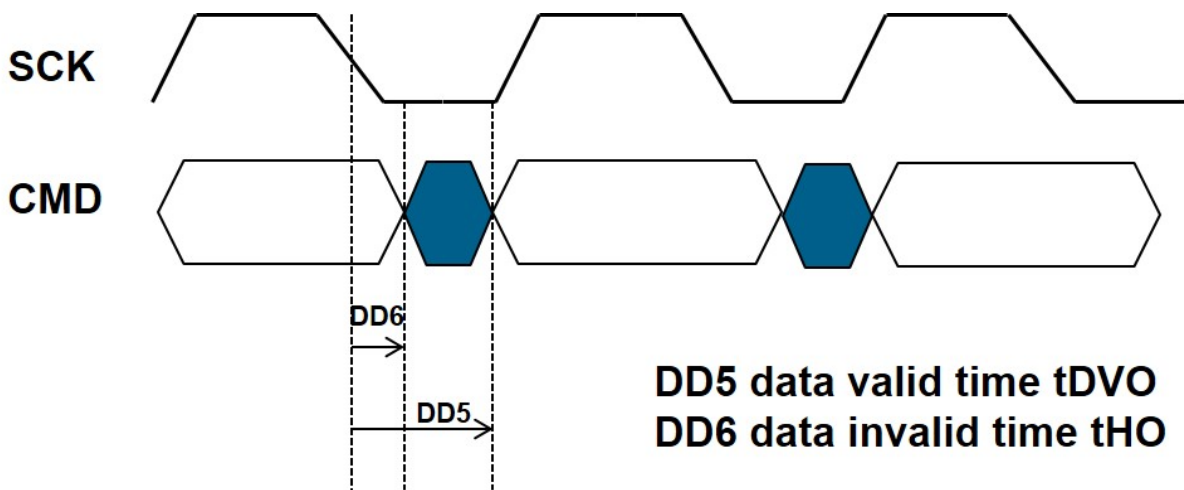 SCK
CMD
DD6
DD5
DD5 data valid time tDVO
DD6 data invalid time tHO